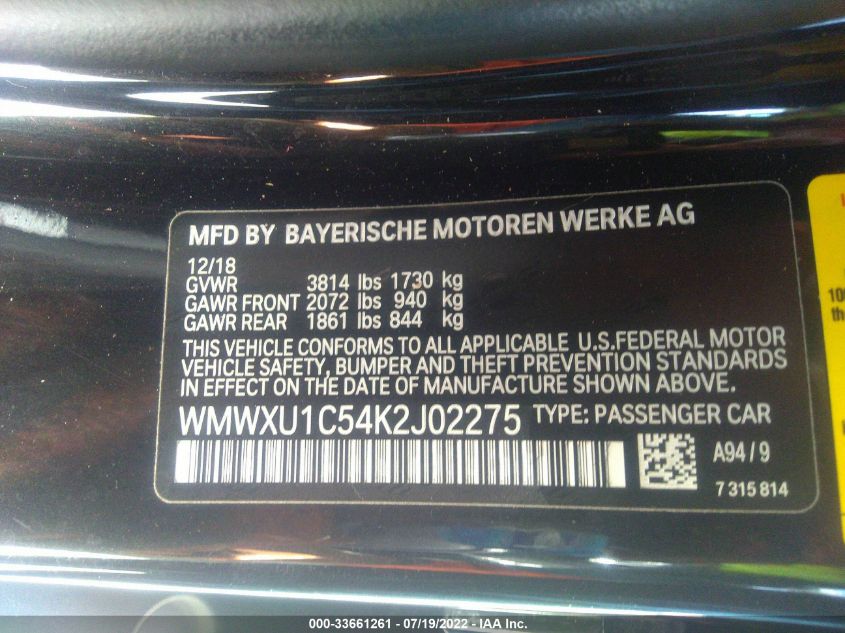 MFD BY BAYERISCHE MOTOREN WERKE AG
12/18
GVWR 3814 lbs 1730 kg
GAWR FRONT 2072 lbs 940 kg
GAWR REAR 1861 lbs 844 kg
THIS VEHICLE CONFORMS TO ALL APPLICABLE U.S.FEDERAL MOTOR
VEHICLE SAFETY, BUMPER AND THEFT PREVENTION STANDARDS
IN EFFECT ON THE DATE OF MANUFACTURE SHOWN ABOVE.
WMWXU1C54K2J02275 TYPE: PASSENGER CAR
A94/9
7 315 814
000-33661261 - 07/19/2022 - IAA Inc.